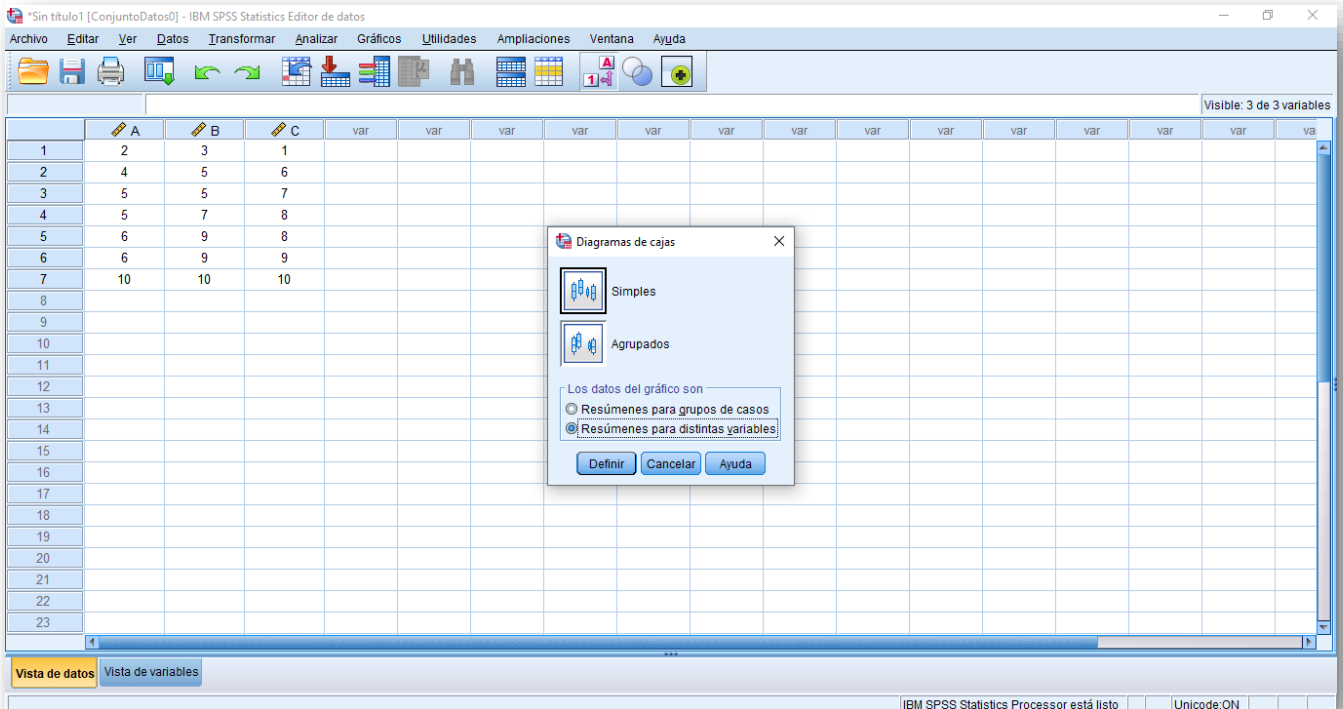 *Sin título1 [ConjuntoDatos0] - IBM SPSS Statistics Editor de datos
Archivo Editar Ver Datos Transformar Analizar Gráficos Utilidades Ampliaciones Ventana Ayuda
Visible: 3 de 3 variables
A B C var var var var var var var var var var var var var va
1 2 3 1
2 4 5 6
3 5 5 7
4 5 7 8
5 6 9 8
6 6 9 9
7 10 10 10
8
9
10
11
12
13
14
15
16
17
18
19
20
21
22
23
Diagramas de cajas
Simples
Agrupados
Los datos del gráfico son
Resúmenes para grupos de casos
Resúmenes para distintas variables
Definir Cancelar Ayuda
Vista de datos Vista de variables
IBM SPSS Statistics Processor está listo Unicode:ON